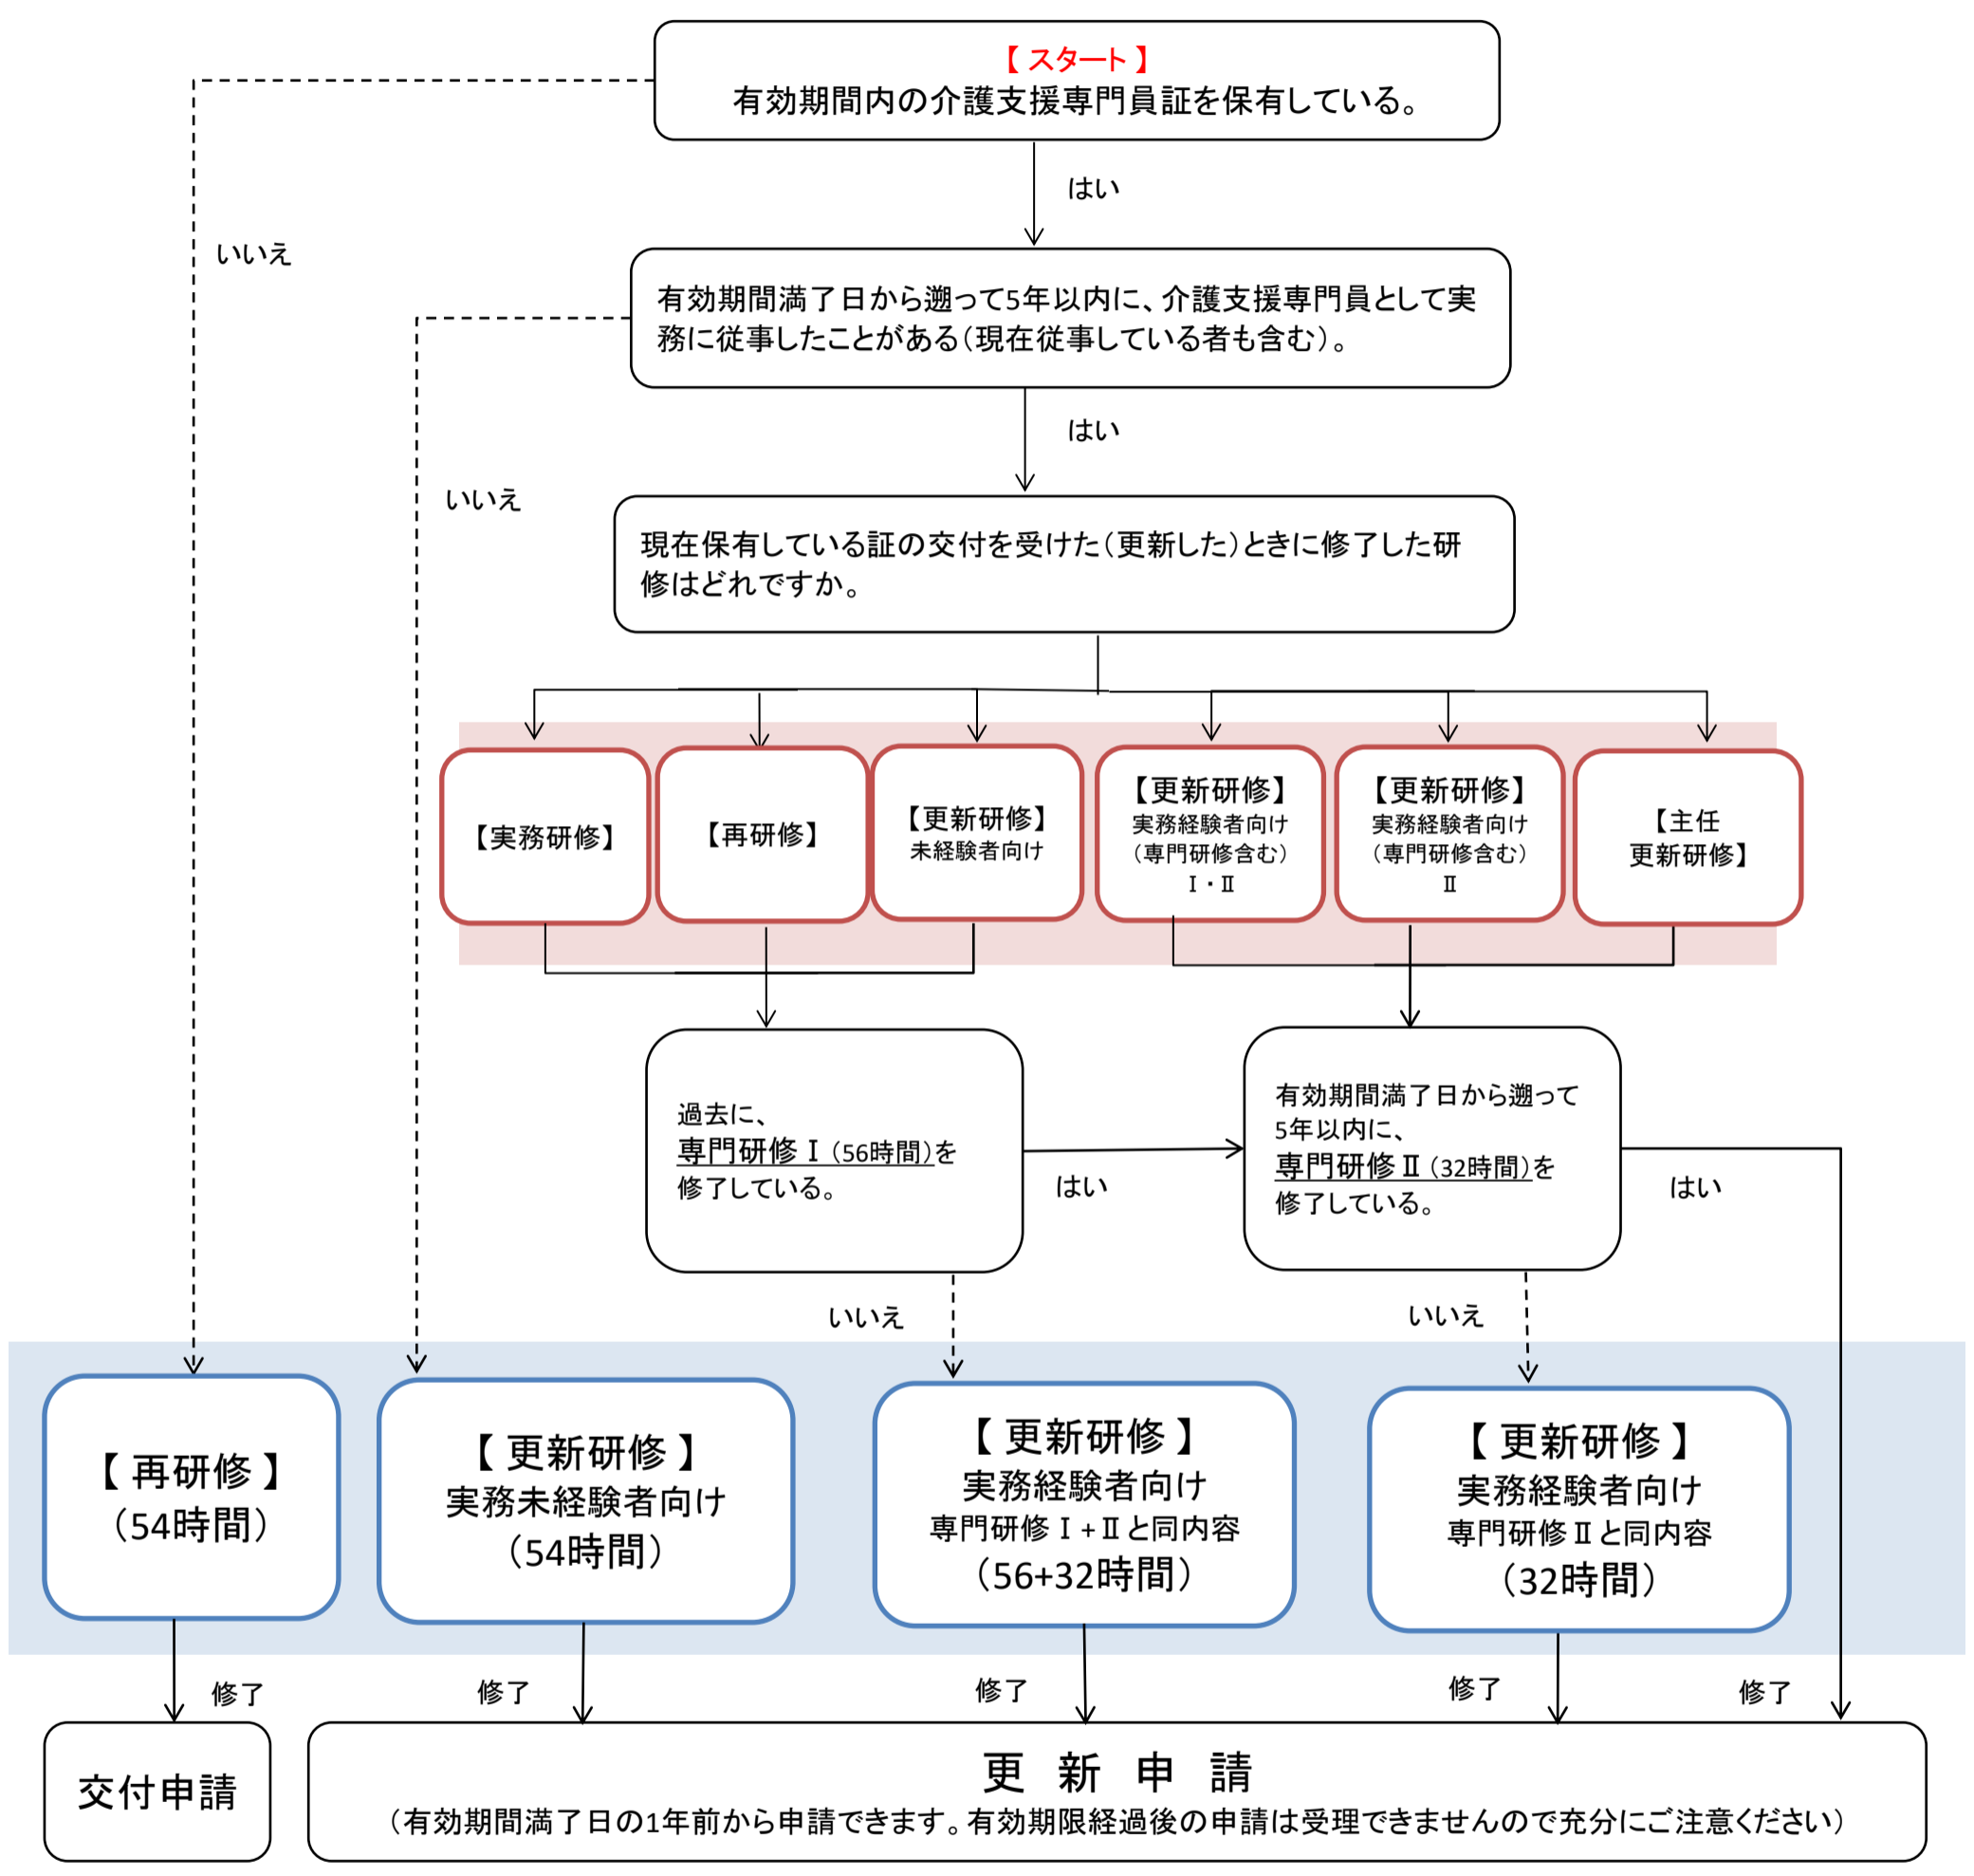 【 スタート 】
有効期間内の介護支援専門員証を保有している。
はい
いいえ
有効期間満了日から遡って5年以内に、介護支援専門員として実
務に従事したことがある（現在従事している者も含む）。
はい
いいえ
現在保有している証の交付を受けた（更新した）ときに修了した研
修はどれですか。
【実務研修】
【再研修】
【更新研修】
未経験者向け
【更新研修】
実務経験者向け
（専門研修含む）
Ⅰ・Ⅱ
【更新研修】
実務経験者向け
（専門研修含む）
Ⅱ
【主任
更新研修】
過去に、
専門研修Ⅰ（56時間）を
修了している。
はい
有効期間満了日から遡って
5年以内に、
専門研修Ⅱ（32時間）を
修了している。
はい
いいえ
いいえ
【 再研修 】
（54時間）
【 更新研修 】
実務未経験者向け
（54時間）
【 更新研修 】
実務経験者向け
専門研修Ⅰ+Ⅱと同内容
（56+32時間）
【 更新研修 】
実務経験者向け
専門研修Ⅱと同内容
（32時間）
修了
修了
修了
修了
修了
交付申請
更 新 申 請
（有効期間満了日の1年前から申請できます。有効期限経過後の申請は受理できませんので充分にご注意ください）